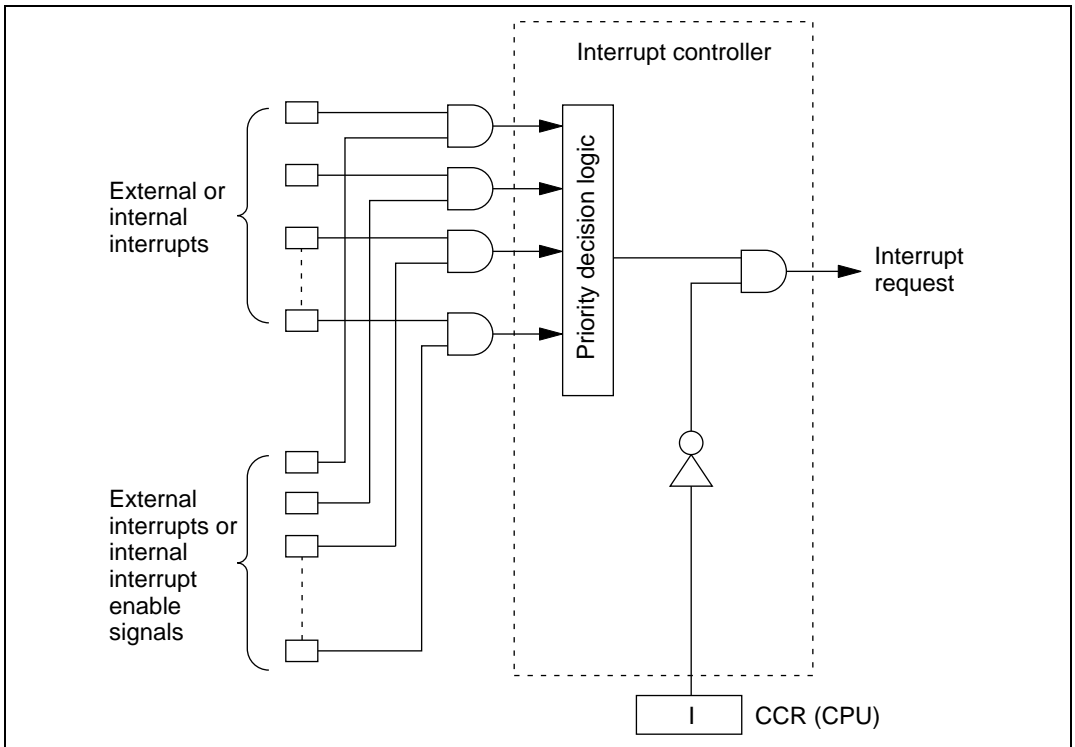 Interrupt controller
External or
internal
interrupts
Priority decision logic
Interrupt
request
External
interrupts or
internal
interrupt
enable
signals
I
CCR (CPU)